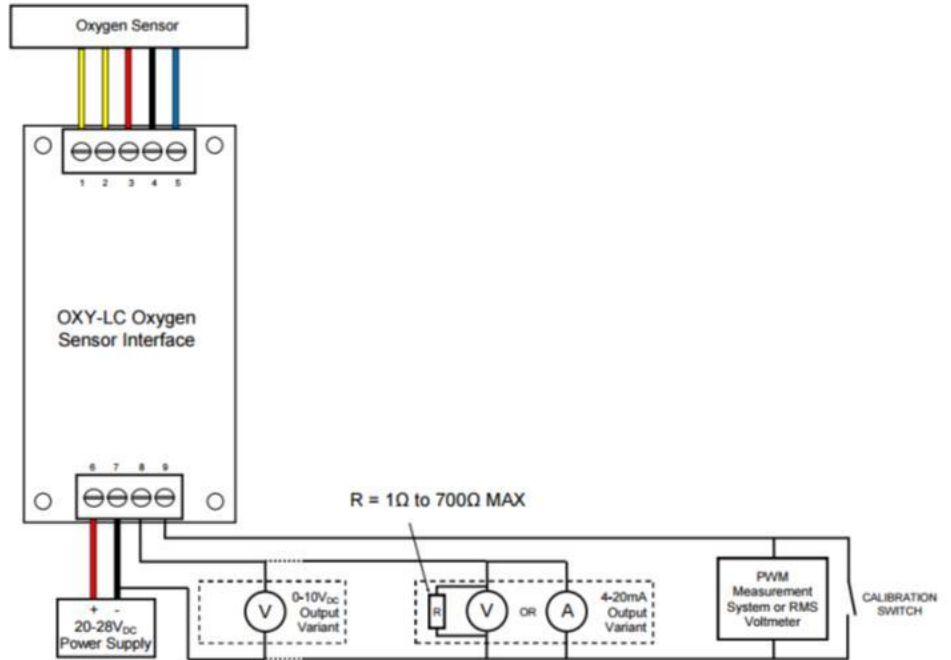 Oxygen Sensor
1 2 3 4 5
OXY-LC Oxygen
Sensor Interface
6 7 8 9
R = 1Ω to 700Ω MAX
+ -
20-28VDC
Power Supply
V
0-10VDC
Output
Variant
R
V
OR
A
4-20mA
Output
Variant
PWM
Measurement
System or RMS
Voltmeter
CALIBRATION
SWITCH